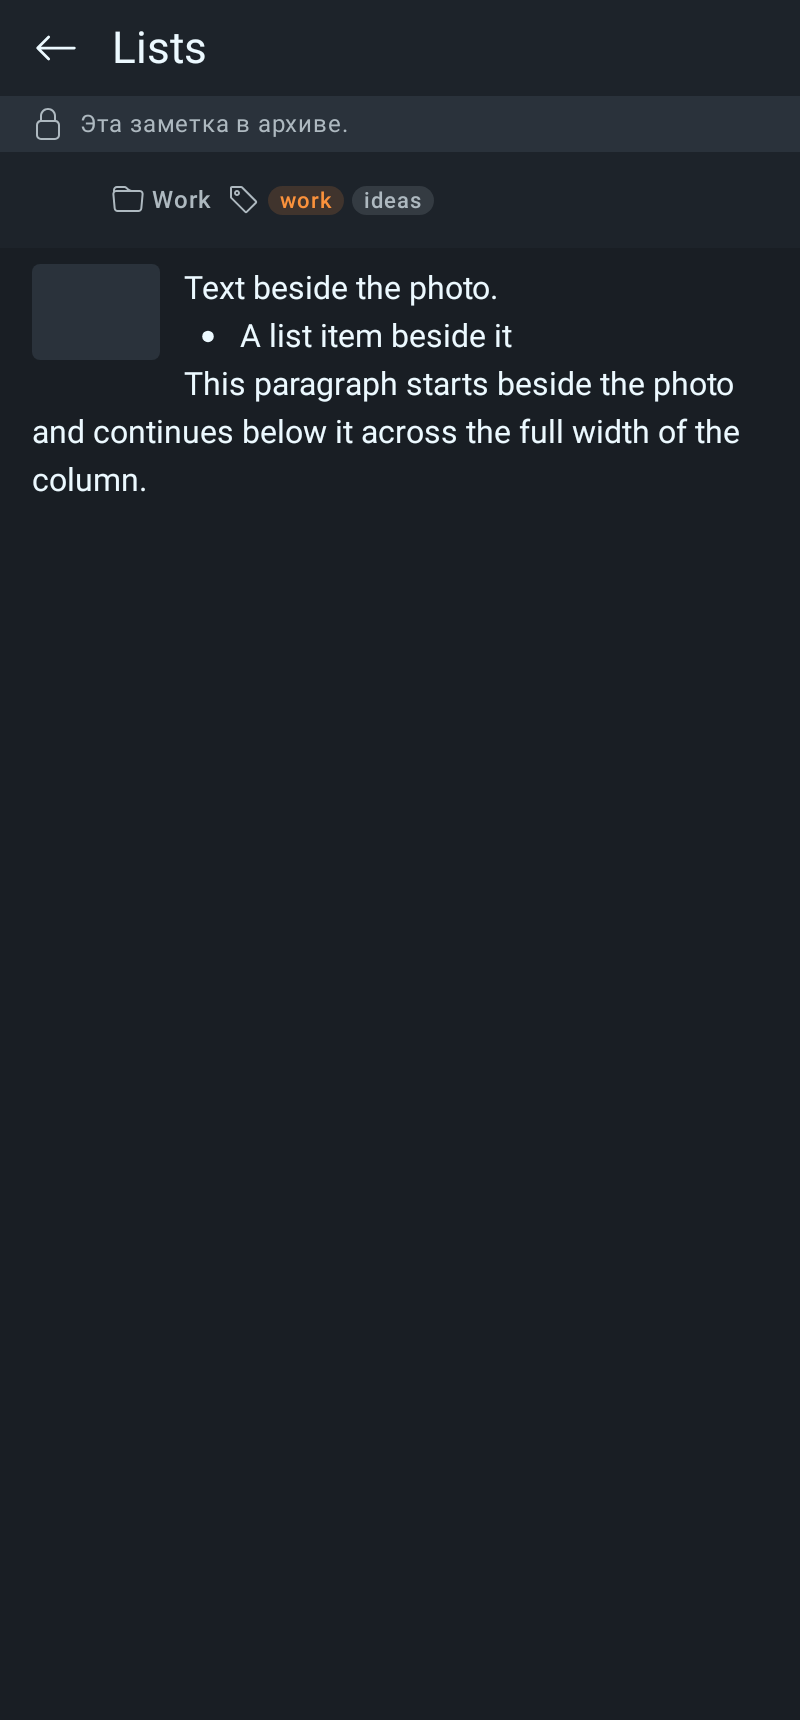 Lists
Эта заметка в архиве.
Work work ideas
Text beside the photo.
• A list item beside it
This paragraph starts beside the photo
and continues below it across the full width of the
column.